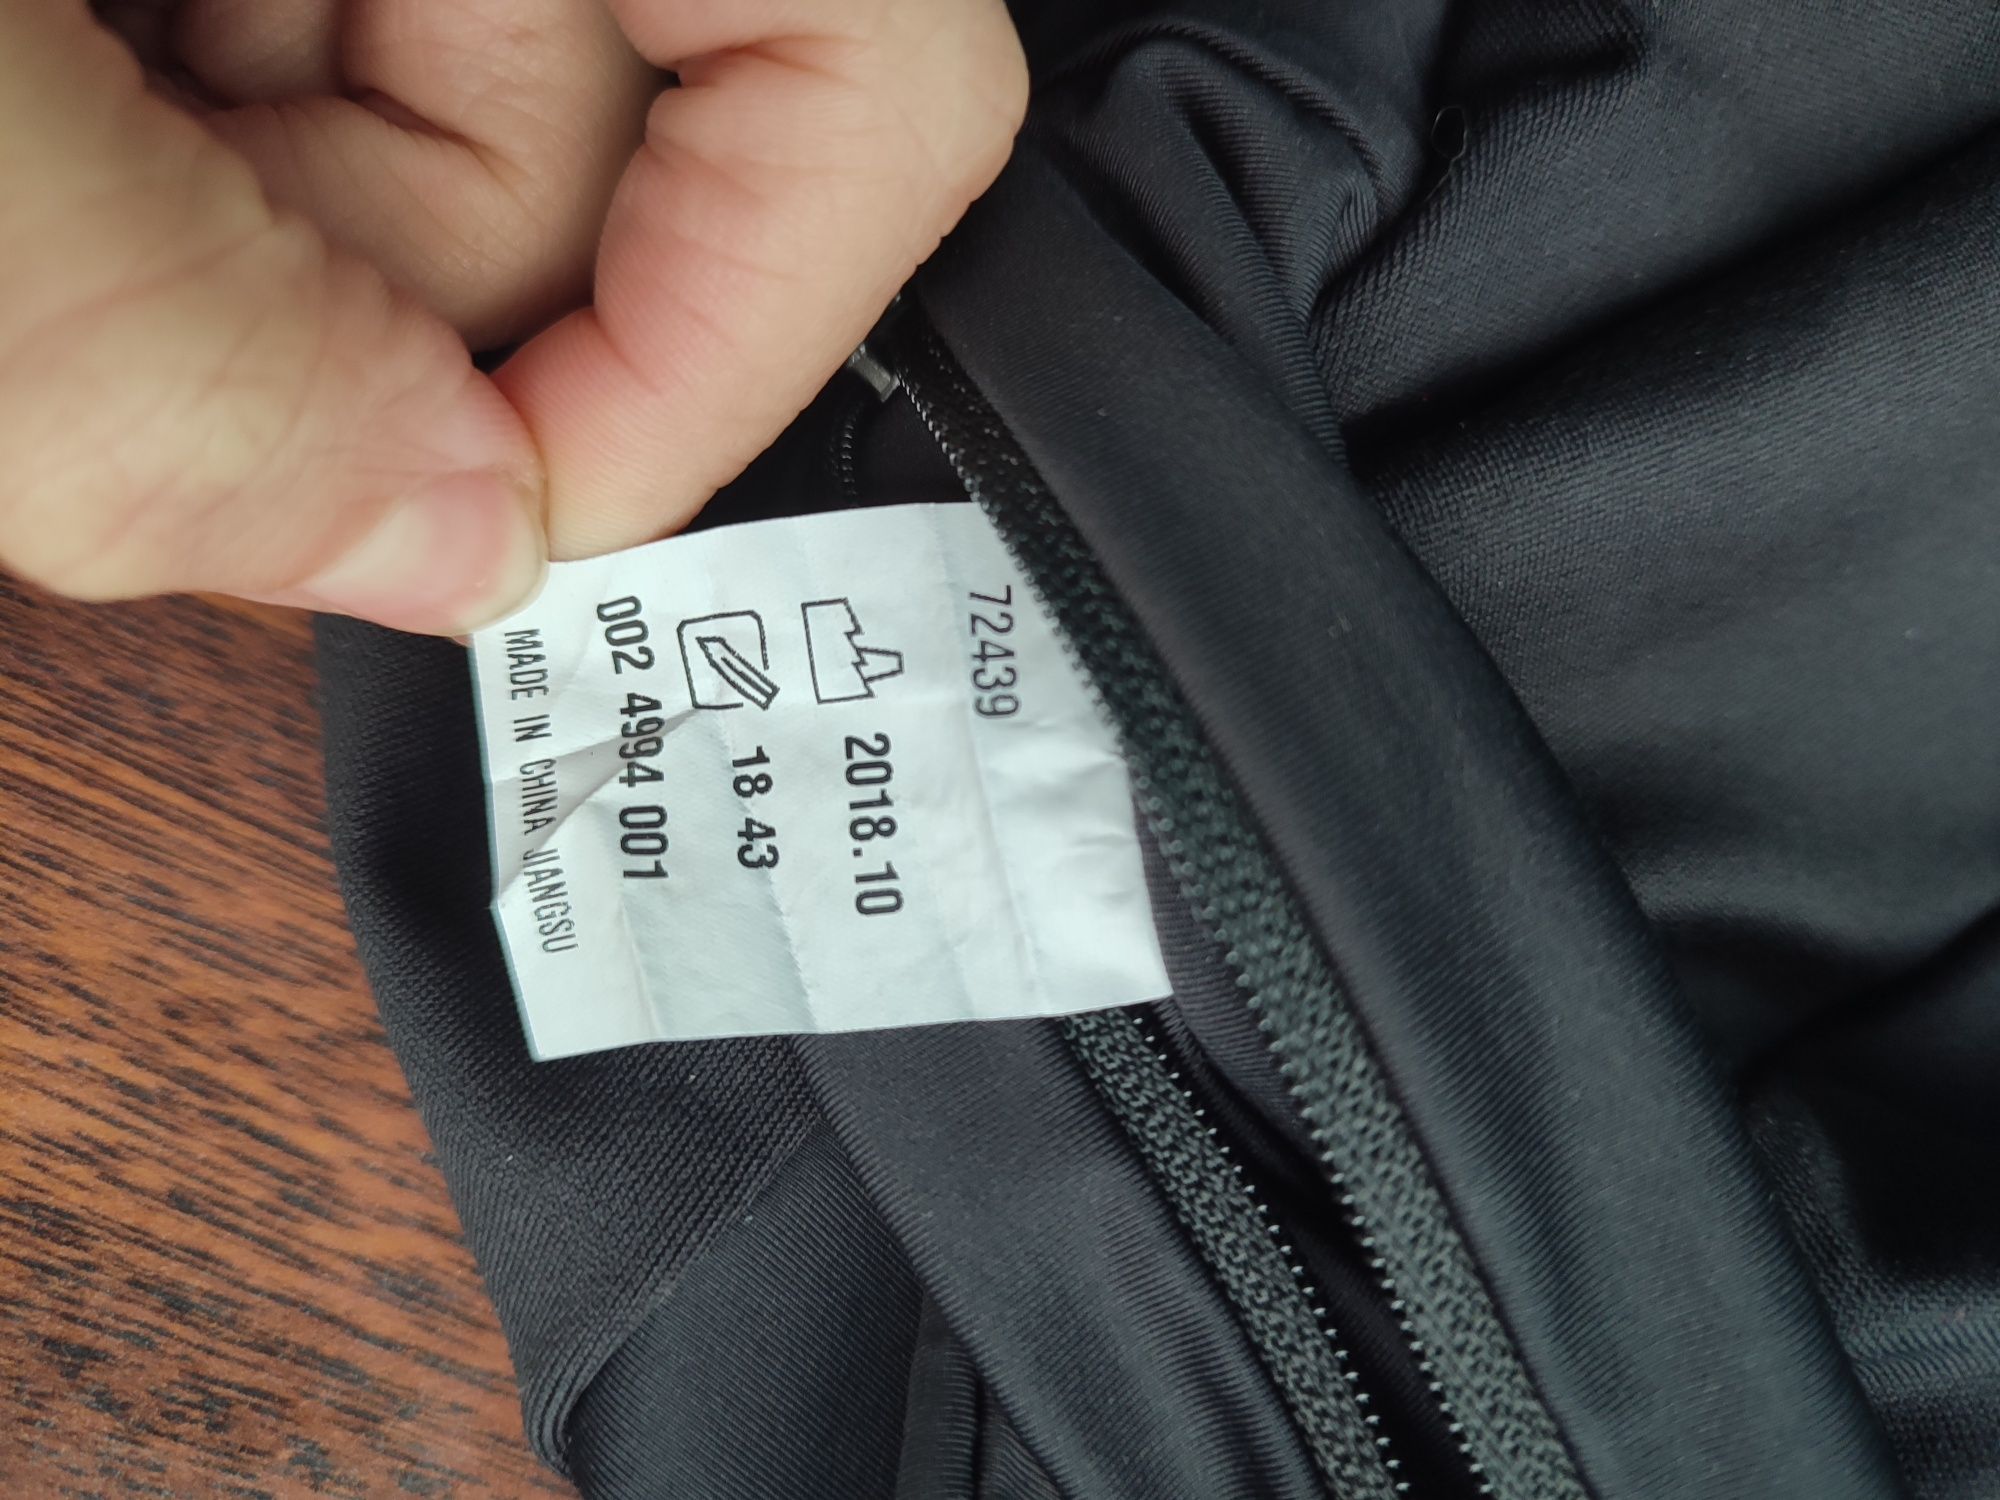 72439
2018.10
18 43
002 4994 001
MADE IN CHINA JIANGSU